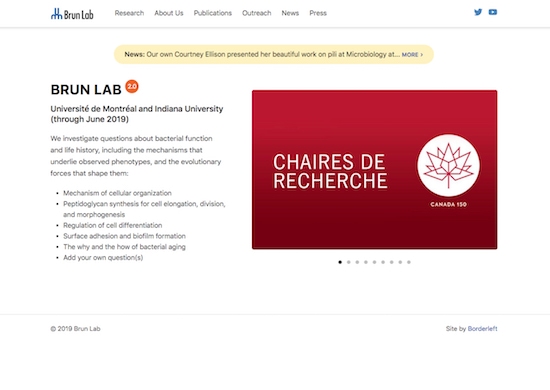 Brun Lab
Research About Us Publications Outreach News Press
News: Our own Courtney Ellison presented her beautiful work on pili at Microbiology at... MORE ›
BRUN LAB 2.0
Université de Montréal and Indiana University
(through June 2019)
We investigate questions about bacterial function
and life history, including the mechanisms that
underlie observed phenotypes, and the evolutionary
forces that shape them:
• Mechanism of cellular organization
• Peptidoglycan synthesis for cell elongation, division,
and morphogenesis
• Regulation of cell differentiation
• Surface adhesion and biofilm formation
• The why and the how of bacterial aging
• Add your own question(s)
CHAIRES DE
RECHERCHE
CANADA 150
© 2019 Brun Lab
Site by Borderleft